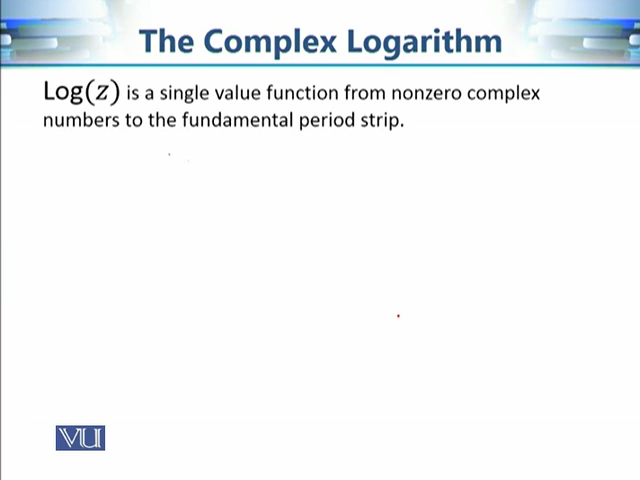 The Complex Logarithm
Log(z) is a single value function from nonzero complex
numbers to the fundamental period strip.
VU